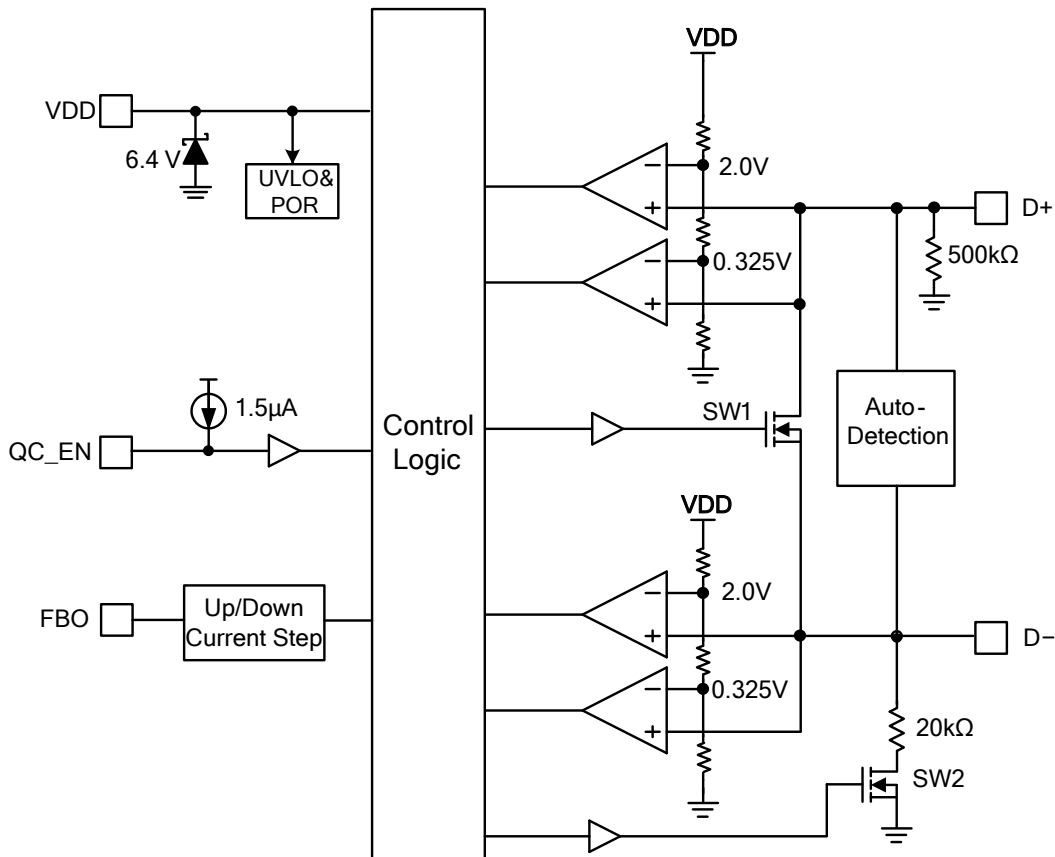 VDD
VDD
6.4 V
UVLO&
POR
2.0V
D+
0.325V
500kΩ
1.5µA
SW1
Auto-
Detection
QC_EN
Control
Logic
VDD
2.0V
FBO
Up/Down
Current Step
D−
0.325V
20kΩ
SW2